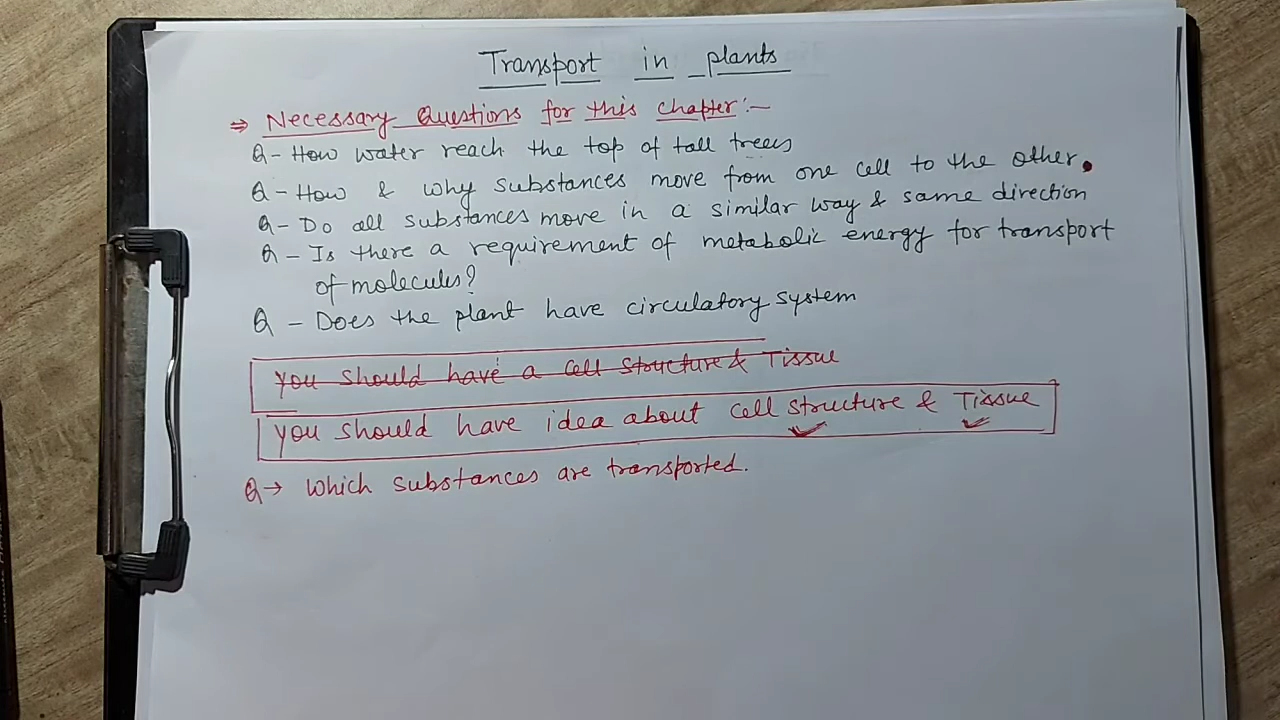 Transport in plants
⇒ Necessary Questions for this chapter:-
Q- How water reach the top of tall trees
Q - How & why substances move from one cell to the other.
Q - Do all substances move in a similar way & same direction
Q - Is there a requirement of metabolic energy for transport
of molecules?
Q - Does the plant have circulatory system
You should have a cell structure & Tissue
You should have idea about cell structure & Tissue
Q → Which substances are transported.